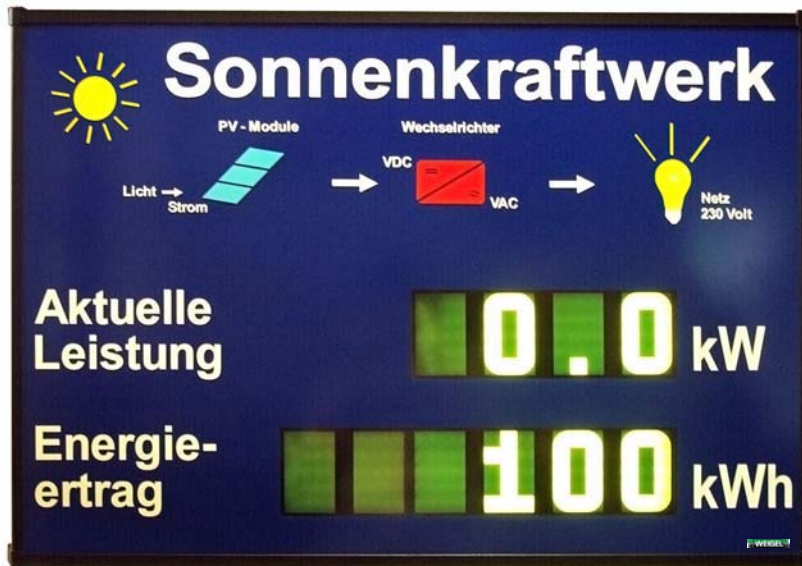 Sonnenkraftwerk
PV - Module
Wechselrichter
Licht →
Strom
VDC
VAC
Netz
230 Volt
Aktuelle
Leistung
0.0 kW
Energie-
ertrag
100 kWh
WEIGEL